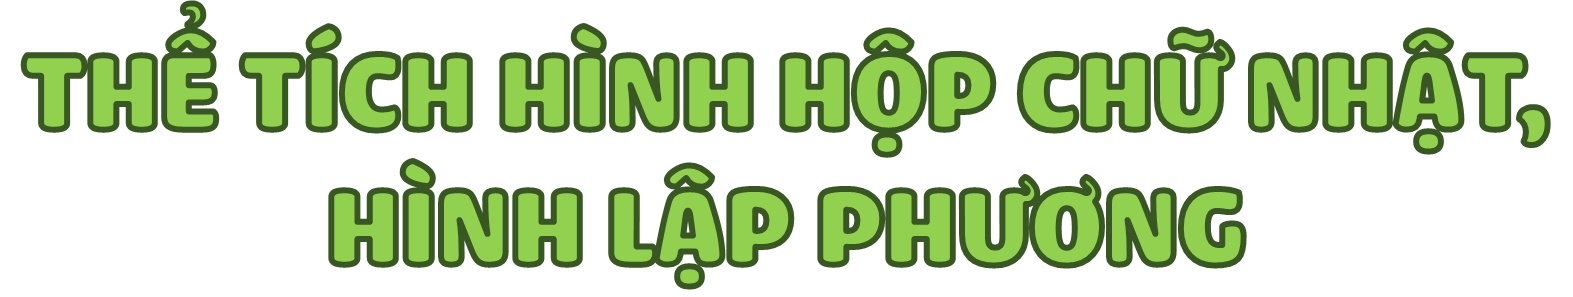 THỂ TÍCH HÌNH HỘP CHỮ NHẬT,
HÌNH LẬP PHƯƠNG